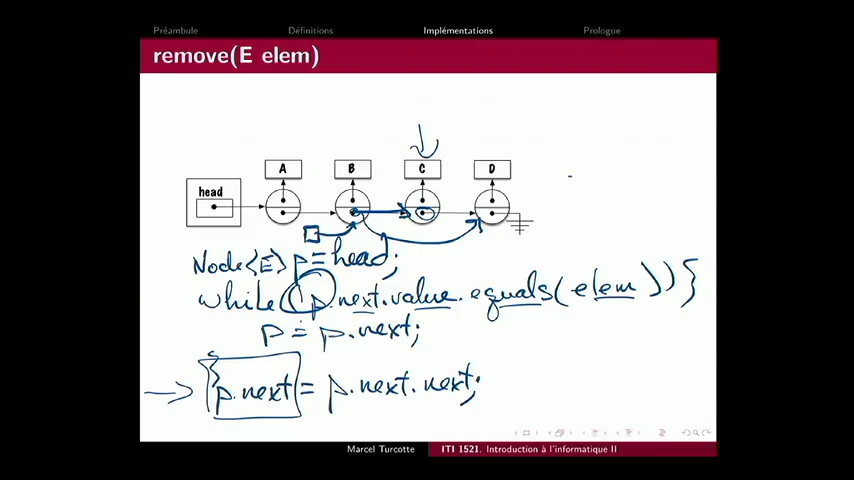 Préambule Définitions Implémentations Prologue
remove(E elem)
A B C D
head
Node<E> p = head;
while (!p.next.value.equals(elem)) {
p = p.next;
}
p.next = p.next.next;
Marcel Turcotte ITI 1521. Introduction à l'informatique II